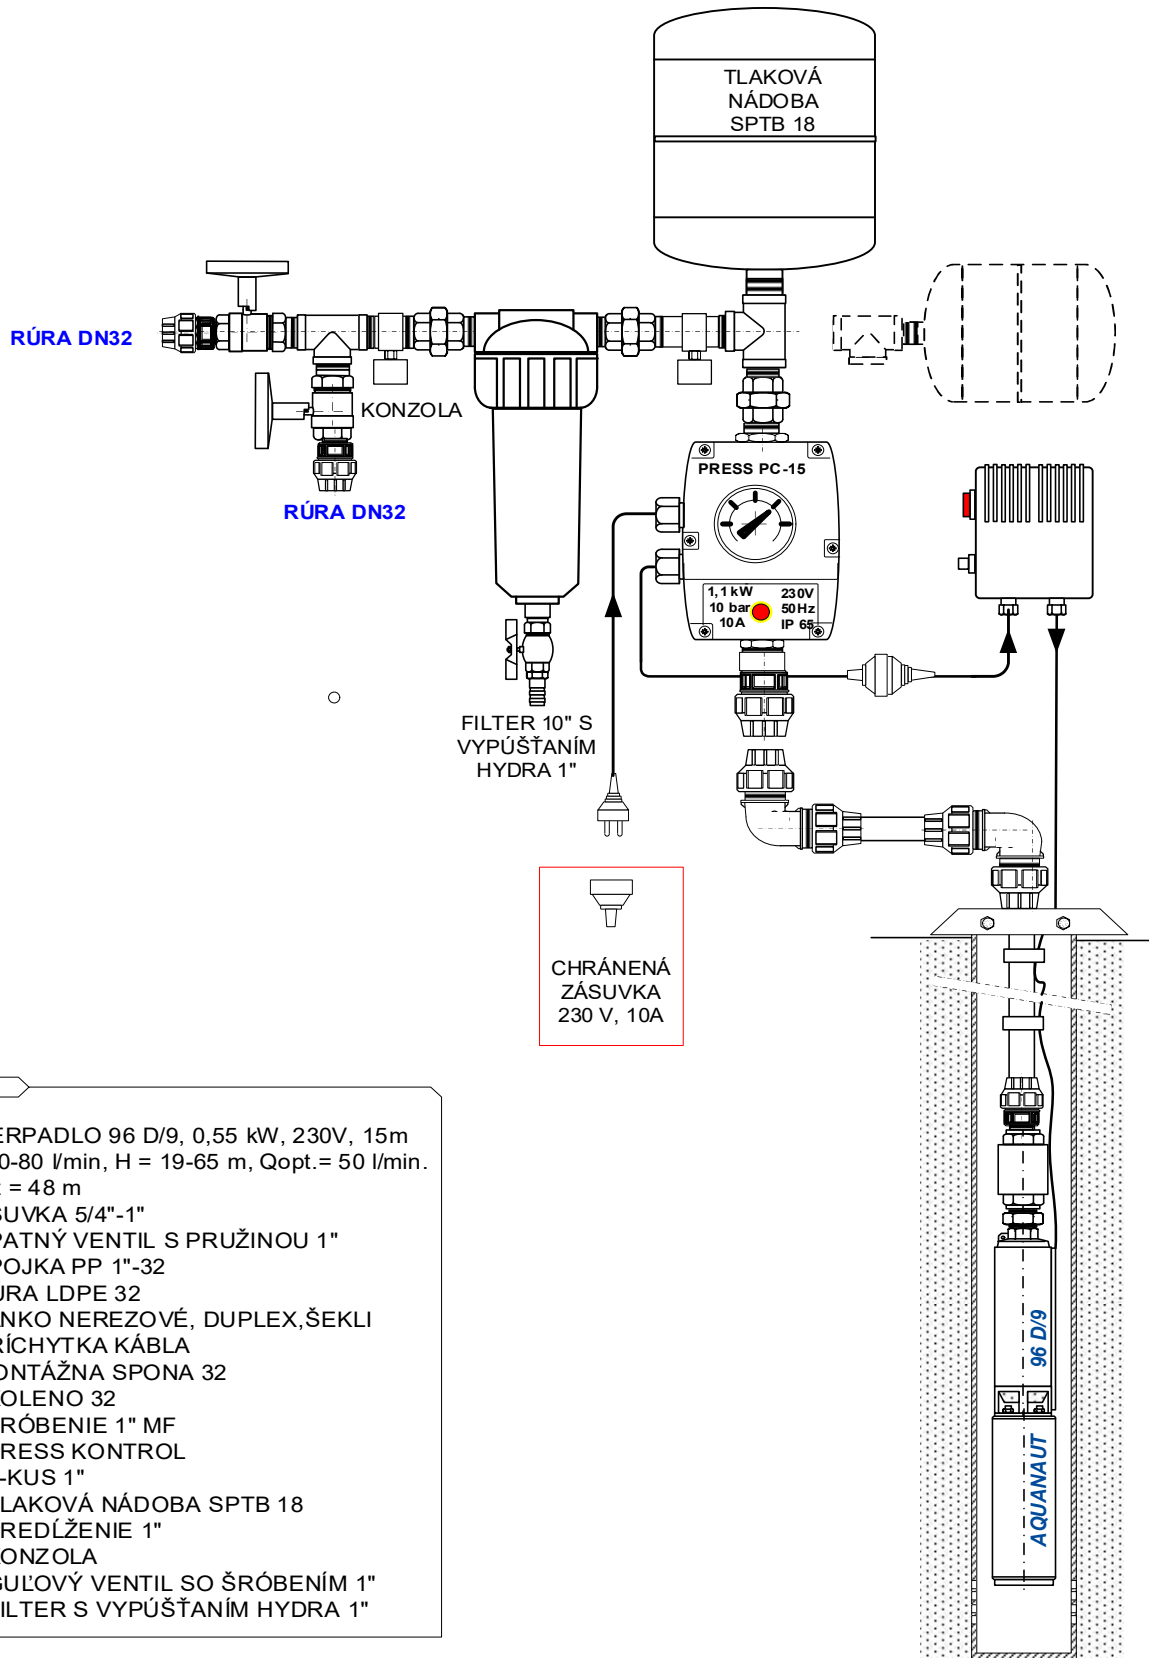 TLAKOVÁ
NÁDOBA
SPTB 18
RÚRA DN32
KONZOLA
RÚRA DN32
PRESS PC-15
1,1 kW 230V
10 bar 50Hz
10A IP 65
FILTER 10" S
VYPÚŠŤANÍM
HYDRA 1"
CHRÁNENÁ
ZÁSUVKA
230 V, 10A
ERPADLO 96 D/9, 0,55 kW, 230V, 15m
0-80 l/min, H = 19-65 m, Qopt.= 50 l/min.
= 48 m
SUVKA 5/4"-1"
PATNÝ VENTIL S PRUŽINOU 1"
POJKA PP 1"-32
ÚRA LDPE 32
ANKO NEREZOVÉ, DUPLEX,ŠEKLI
RÍCHYTKA KÁBLA
ONTÁŽNA SPONA 32
OLENO 32
RÓBENIE 1" MF
RESS KONTROL
-KUS 1"
LAKOVÁ NÁDOBA SPTB 18
REDĹŽENIE 1"
ONZOLA
GUĽOVÝ VENTIL SO ŠRÓBENÍM 1"
ILTER S VYPÚŠŤANÍM HYDRA 1"
96 D/9
AQUANAUT